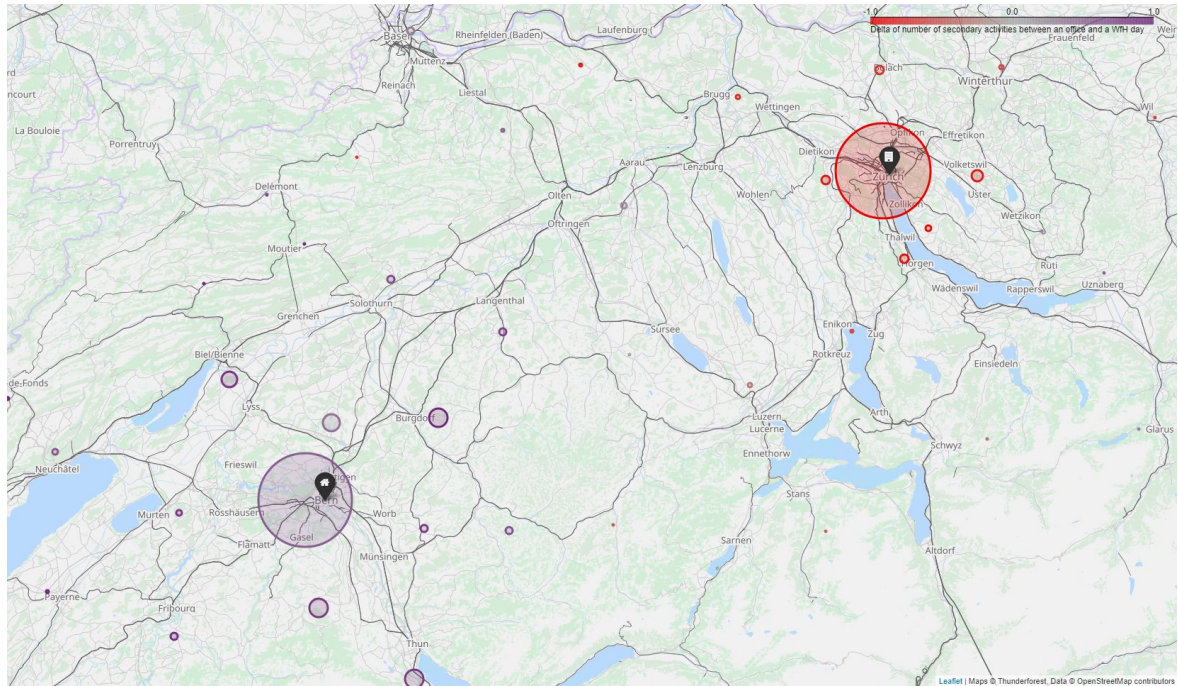 -1.0 0.0 1.0
Delta of number of secondary activities between an office and a WfH day
Basel
Rheinfelden (Baden)
Laufenburg (
Frauenfeld
Muttenz
Winterthur
Reinach
Liestal
Brugg
Wettingen
Wil
La Bouloie
Porrentruy
Opfikon
Effretikon
Dietikon
Volketswil
Aarau
Lenzburg
Zürich
Uster
Delémont
Olten
Wohlen
Zollikon
Wetzikon
Oftringen
Thalwil
Moutier
Horgen
Rüti
Wädenswil
Rapperswil
Uznaberg
Solothurn
Langenthal
Grenchen
Sursee
Enikon
Zug
Biel/Bienne
Rotkreuz
Einsiedeln
de-Fonds
Lyss
Burgdorf
Luzern
Lucerne
Arth
Glarus
Schwyz
Ennethorw
Neuchâtel
Frieswil
Bern
Stans
Murten
Rosshäusern
Worb
Gasel
Flamatt
Münsingen
Sarnen
Altdorf
Payerne
Fribourg
Thun
Leaflet | Maps © Thunderforest, Data © OpenStreetMap contributors